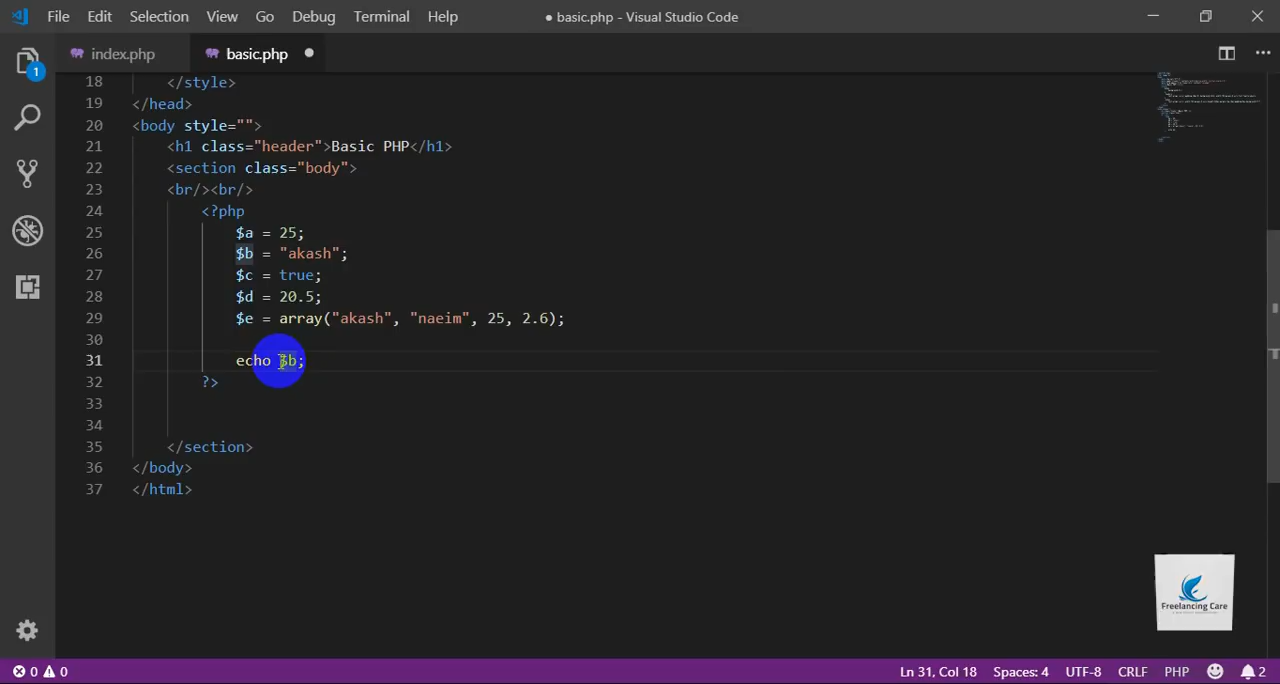 File Edit Selection View Go Debug Terminal Help ● basic.php - Visual Studio Code
index.php basic.php
1
18 </style>
19 </head>
20 <body style="">
21 <h1 class="header">Basic PHP</h1>
22 <section class="body">
23 <br/><br/>
24 <?php
25 $a = 25;
26 $b = "akash";
27 $c = true;
28 $d = 20.5;
29 $e = array("akash", "naeim", 25, 2.6);
30
31 echo $b;
32 ?>
33
34
35 </section>
36 </body>
37 </html>
Freelancing Care
0 0 Ln 31, Col 18 Spaces: 4 UTF-8 CRLF PHP 2